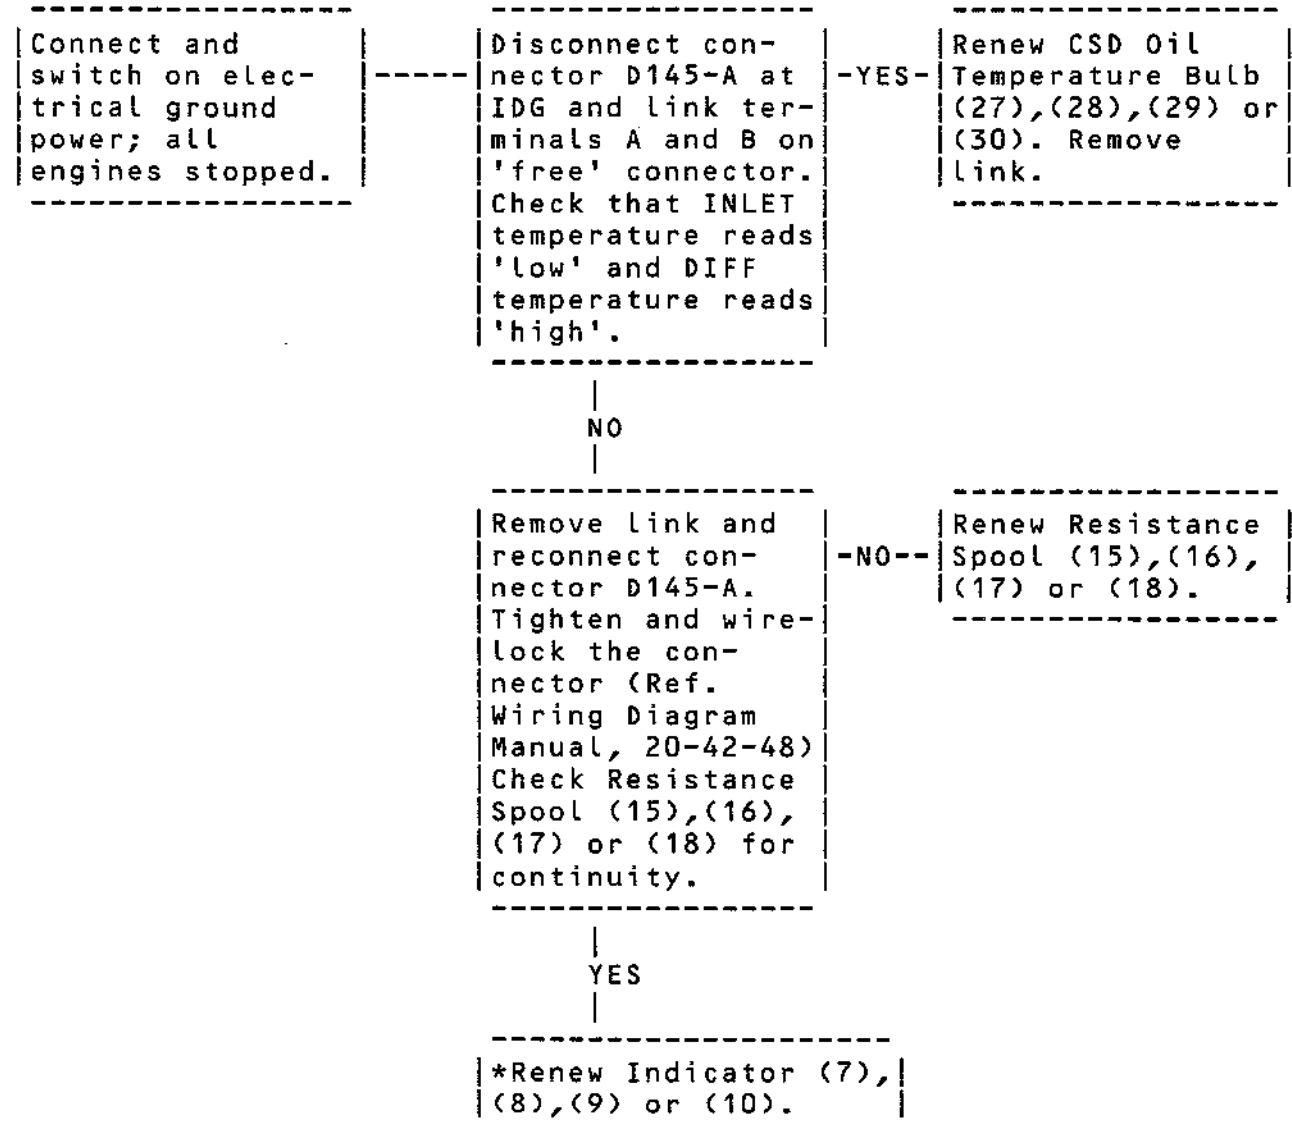 Connect and
switch on elec-
trical ground
power; all
engines stopped.
Disconnect con-
nector D145-A at
IDG and link ter-
minals A and B on
'free' connector.
Check that INLET
temperature reads
'low' and DIFF
temperature reads
'high'.
-YES-
Renew CSD Oil
Temperature Bulb
(27),(28),(29) or
(30). Remove
link.
NO
Remove link and
reconnect con-
nector D145-A.
Tighten and wire-
lock the con-
nector (Ref.
Wiring Diagram
Manual, 20-42-48)
Check Resistance
Spool (15),(16),
(17) or (18) for
continuity.
-NO--
Renew Resistance
Spool (15),(16),
(17) or (18).
YES
*Renew Indicator (7),
(8),(9) or (10).